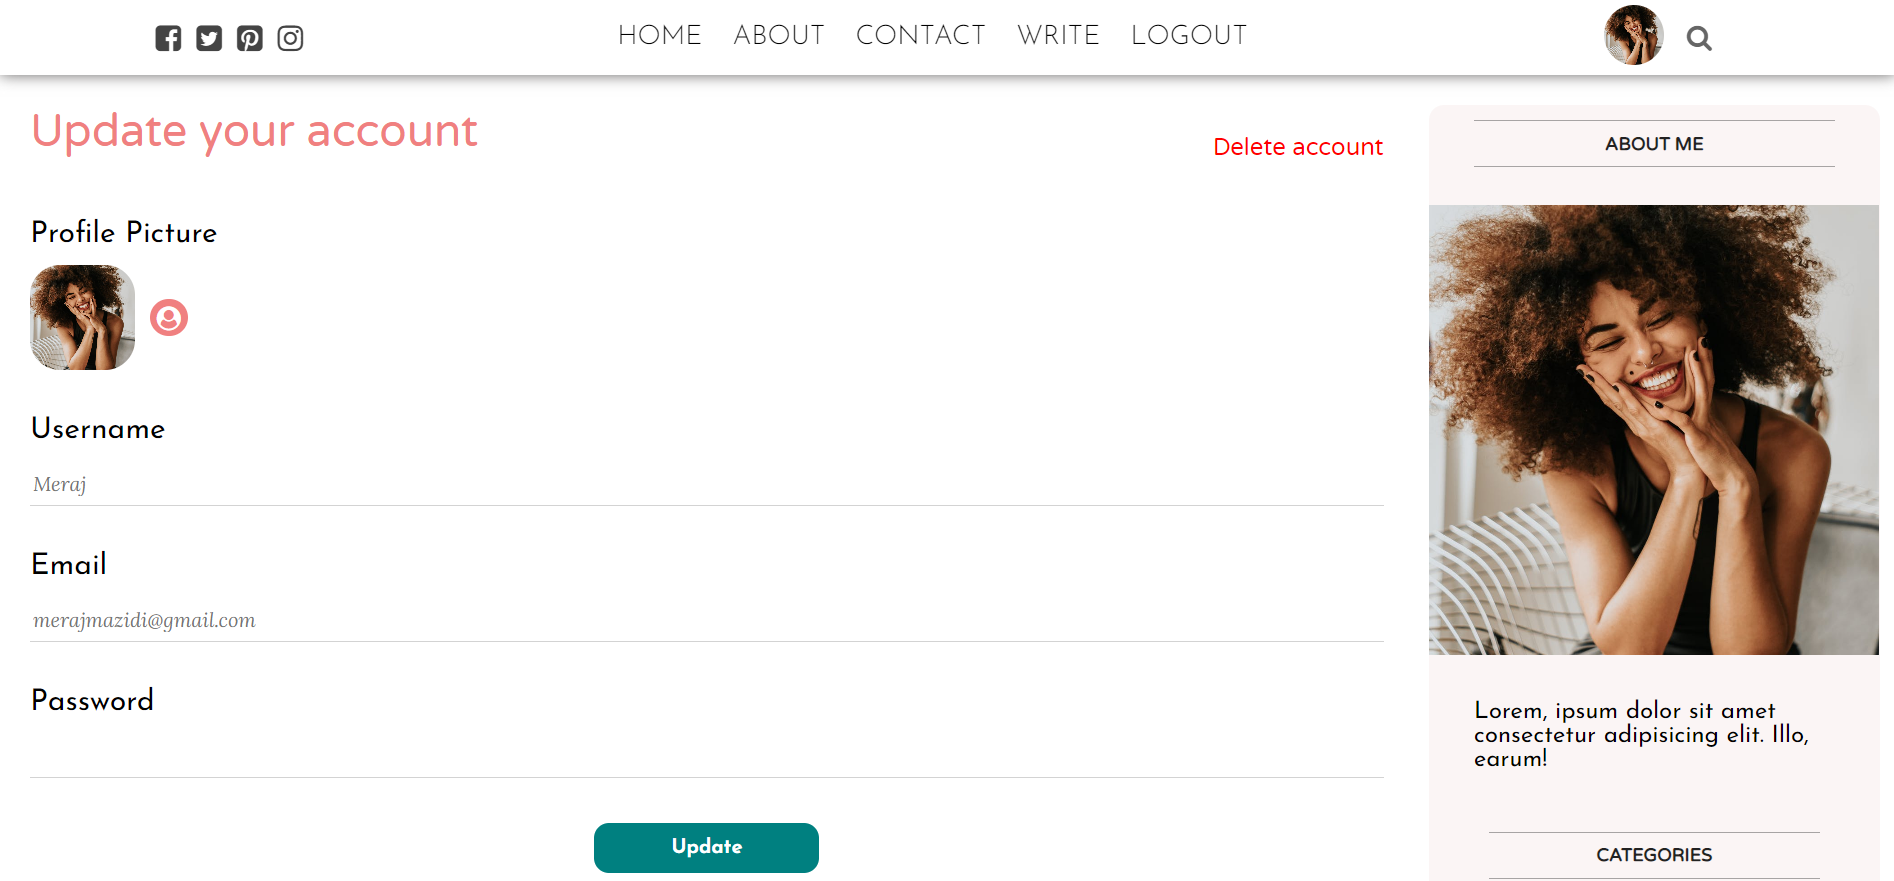 HOME ABOUT CONTACT WRITE LOGOUT
Update your account
Delete account
Profile Picture
Username
Meraj
Email
merajmazidi@gmail.com
Password
Update
ABOUT ME
Lorem, ipsum dolor sit amet
consectetur adipisicing elit. Illo,
earum!
CATEGORIES